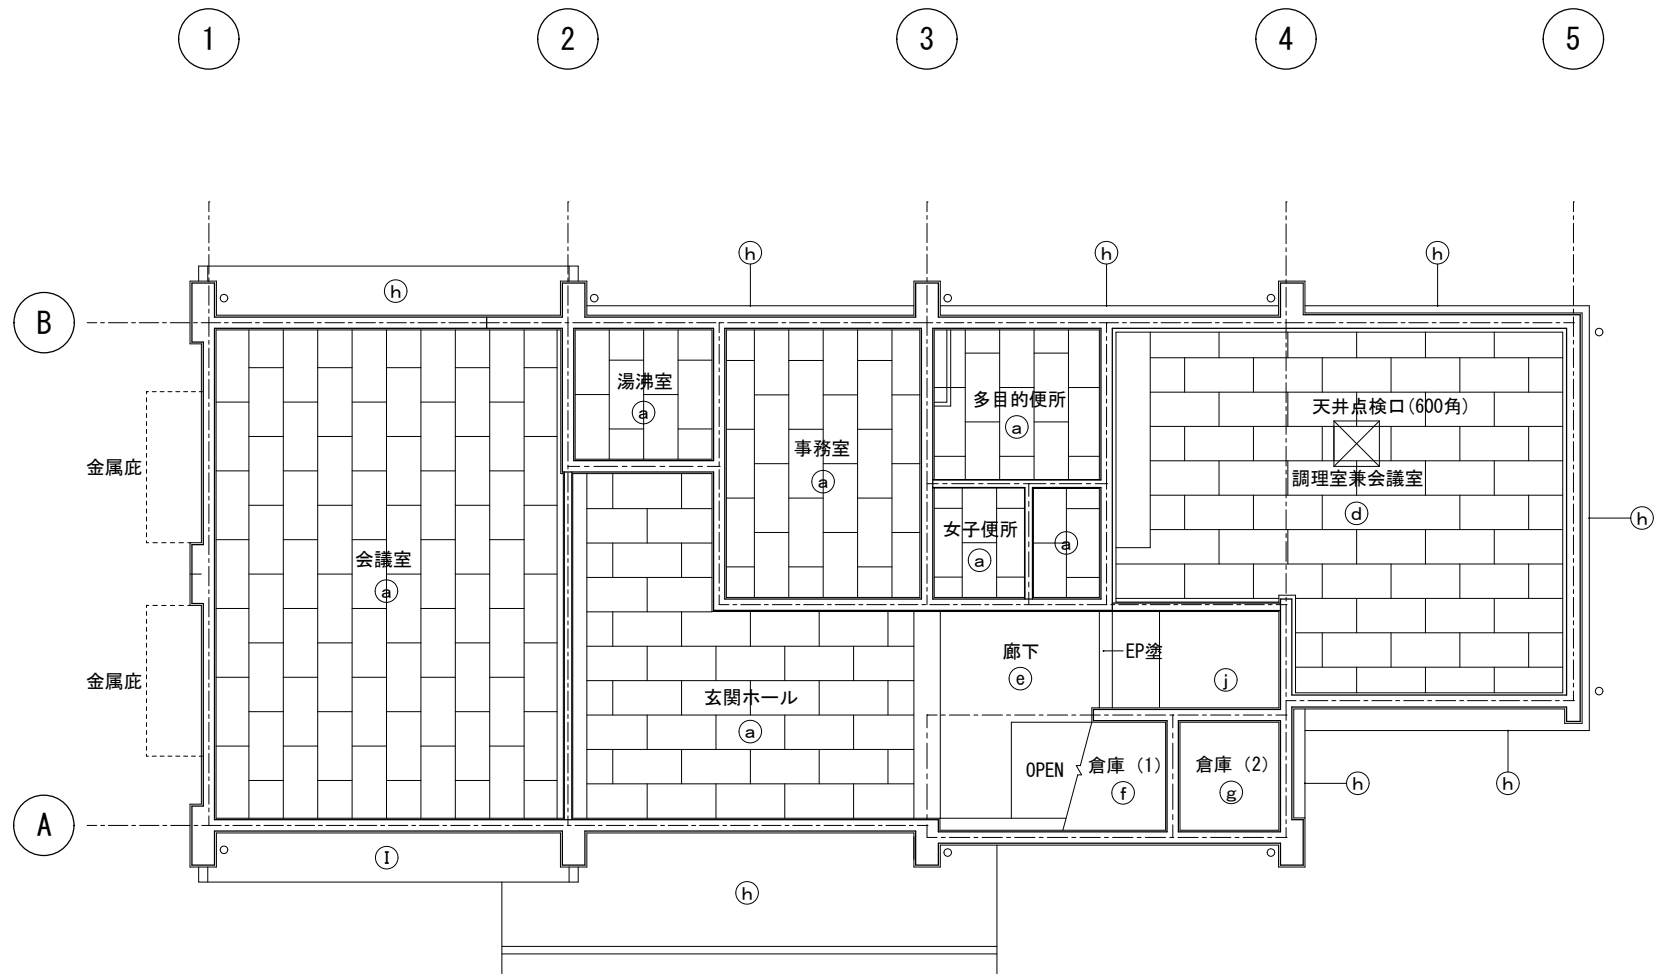 1 2 3 4 5
h h h
h
B
湯沸室
a
多目的便所
a
天井点検口(600角)
金属庇
事務室
a
調理室兼会議室
d
h
女子便所
a
a
会議室
a
廊下
e
EP塗
j
金属庇
玄関ホール
a
OPEN
倉庫 (1)
f
倉庫 (2)
g
h
h
A
I
h